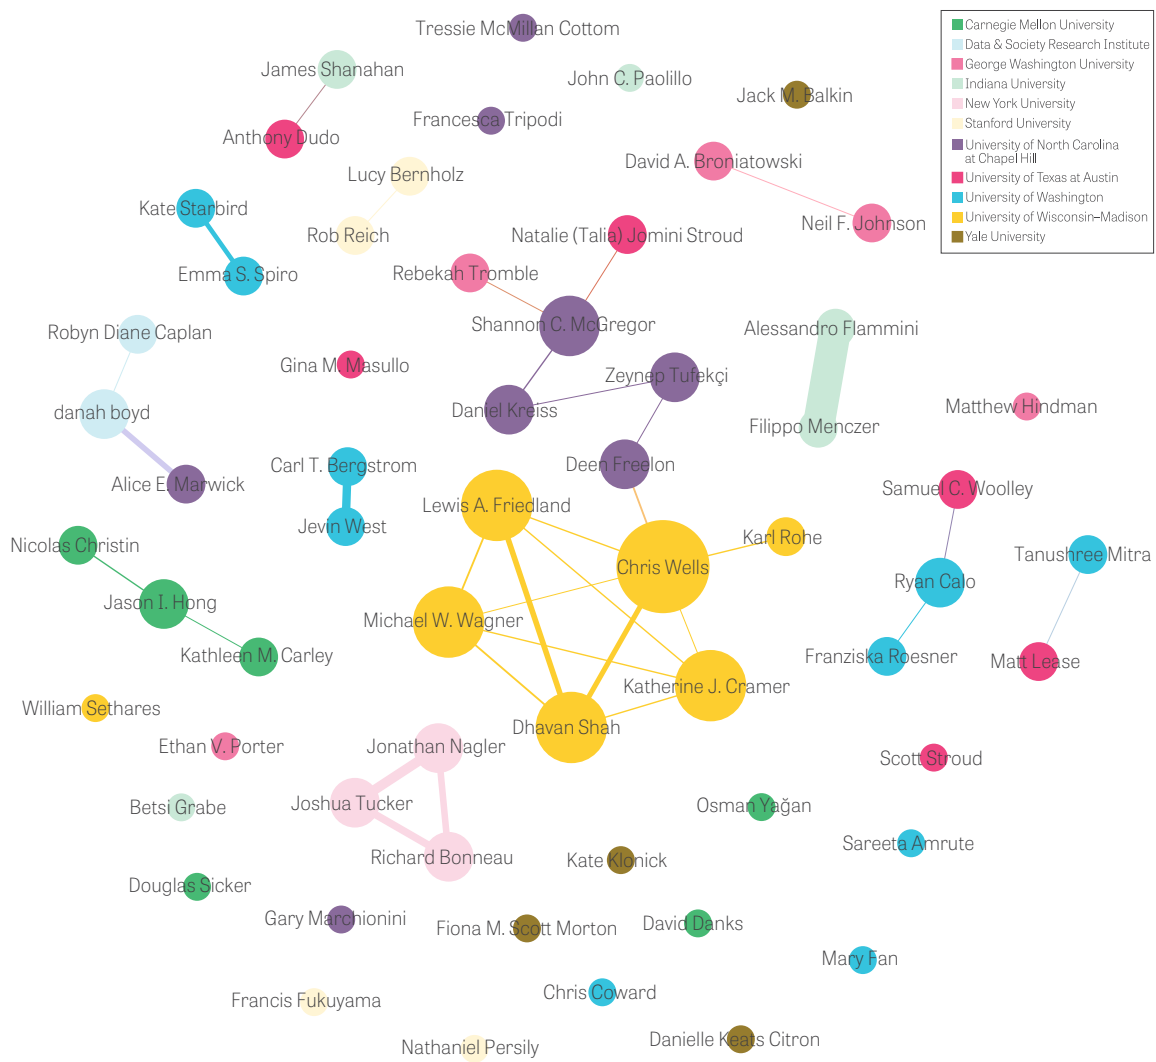 Tressie McMillan Cottom
James Shanahan
John C. Paolillo
Jack M. Balkin
Francesca Tripodi
Anthony Dudo
David A. Broniatowski
Lucy Bernholz
Kate Starbird
Neil F. Johnson
Rob Reich
Natalie (Talia) Jomini Stroud
Emma S. Spiro
Rebekah Tromble
Shannon C. McGregor
Alessandro Flammini
Robyn Diane Caplan
Gina M. Masullo
Zeynep Tufekçi
danah boyd
Daniel Kreiss
Matthew Hindman
Filippo Menczer
Carl T. Bergstrom
Deen Freelon
Alice E. Marwick
Samuel C. Woolley
Lewis A. Friedland
Jevin West
Karl Rohe
Nicolas Christin
Tanushree Mitra
Chris Wells
Ryan Calo
Jason I. Hong
Michael W. Wagner
Kathleen M. Carley
Franziska Roesner
Matt Lease
Katherine J. Cramer
William Sethares
Dhavan Shah
Ethan V. Porter
Jonathan Nagler
Scott Stroud
Joshua Tucker
Betsi Grabe
Osman Yağan
Sareeta Amrute
Richard Bonneau
Kate Klonick
Douglas Sicker
Gary Marchionini
Fiona M. Scott Morton
David Danks
Mary Fan
Chris Coward
Francis Fukuyama
Danielle Keats Citron
Nathaniel Persily
Carnegie Mellon University
Data & Society Research Institute
George Washington University
Indiana University
New York University
Stanford University
University of North Carolina
at Chapel Hill
University of Texas at Austin
University of Washington
University of Wisconsin–Madison
Yale University